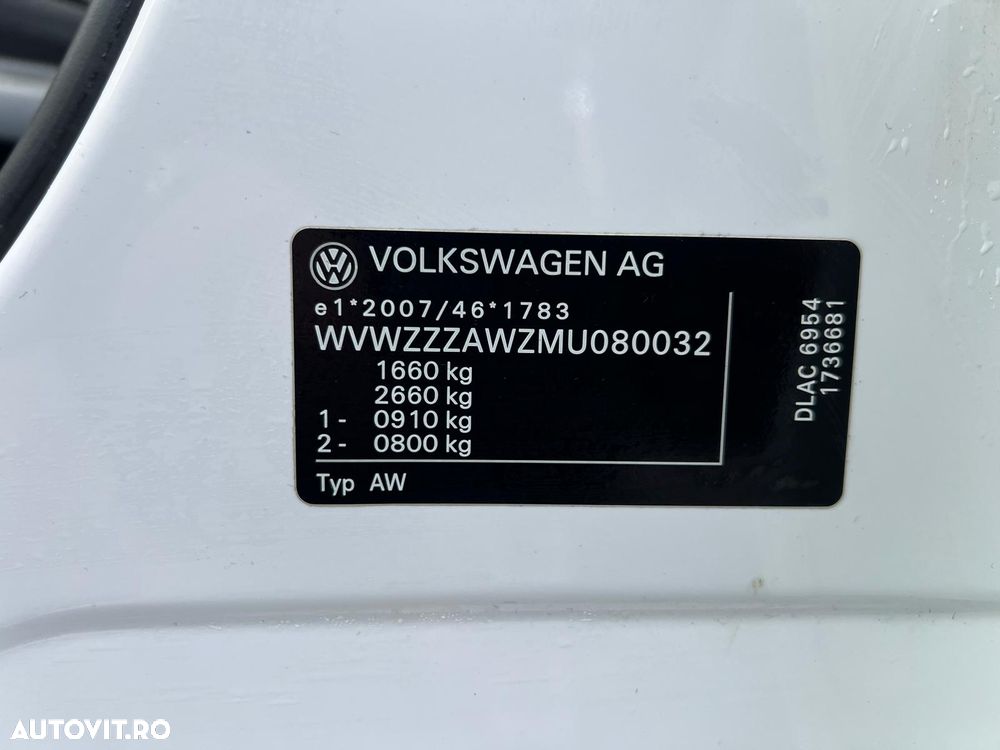 VOLKSWAGEN AG
e1*2007/46*1783
WVWZZZAWZMU080032
1660 kg
2660 kg
1- 0910 kg
2- 0800 kg
Typ AW
DLAC 6954
1736681
AUTOVIT.RO